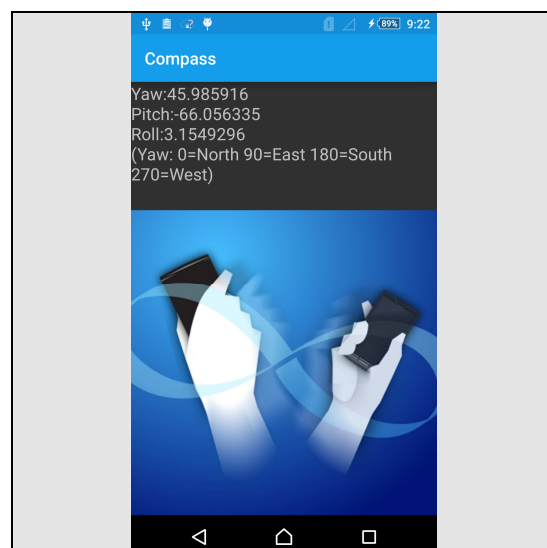 89% 9:22
Compass
Yaw:45.985916
Pitch:-66.056335
Roll:3.1549296
(Yaw: 0=North 90=East 180=South
270=West)